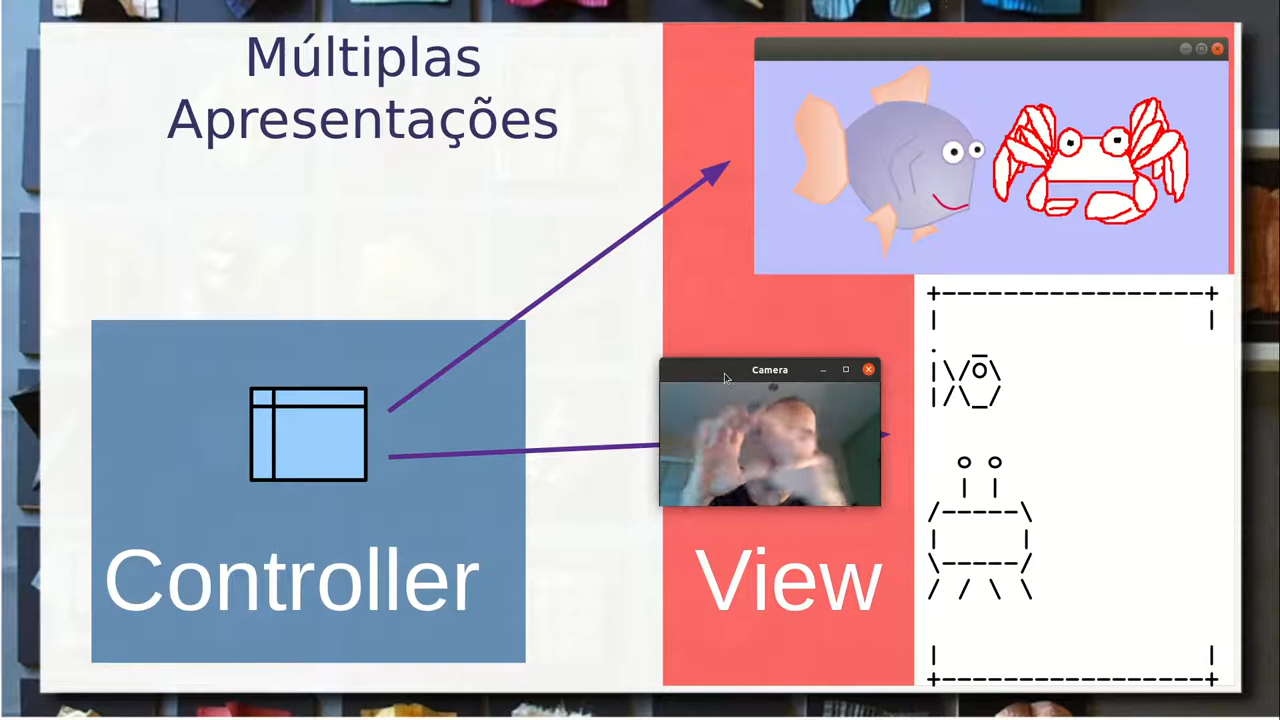 Múltiplas
Apresentações
Camera
Controller
View
+------------------+
|                  |
i  _
|\/o\
|/\_/
o o
| |
/-----\
|     |
\-----/
/ / \ \
|                  |
+------------------+